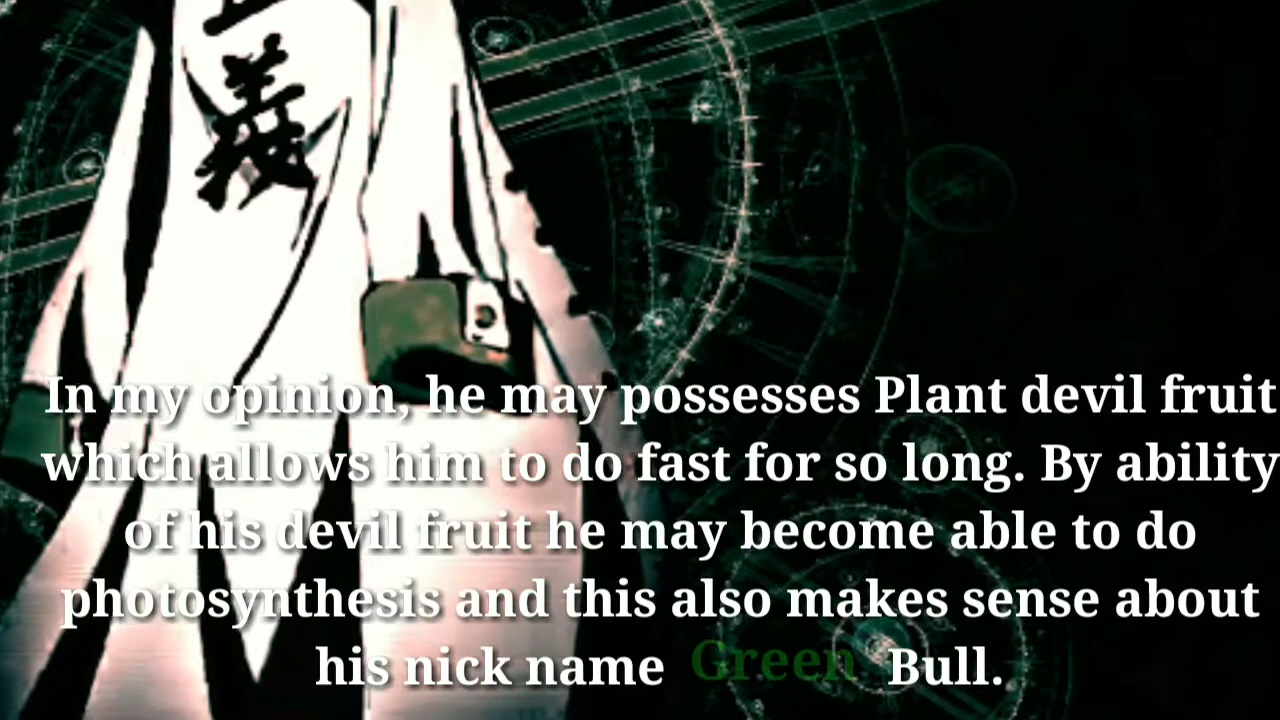 正義
In my opinion, he may possesses Plant devil fruit
which allows him to do fast for so long. By ability
of his devil fruit he may become able to do
photosynthesis and this also makes sense about
his nick name Green Bull.